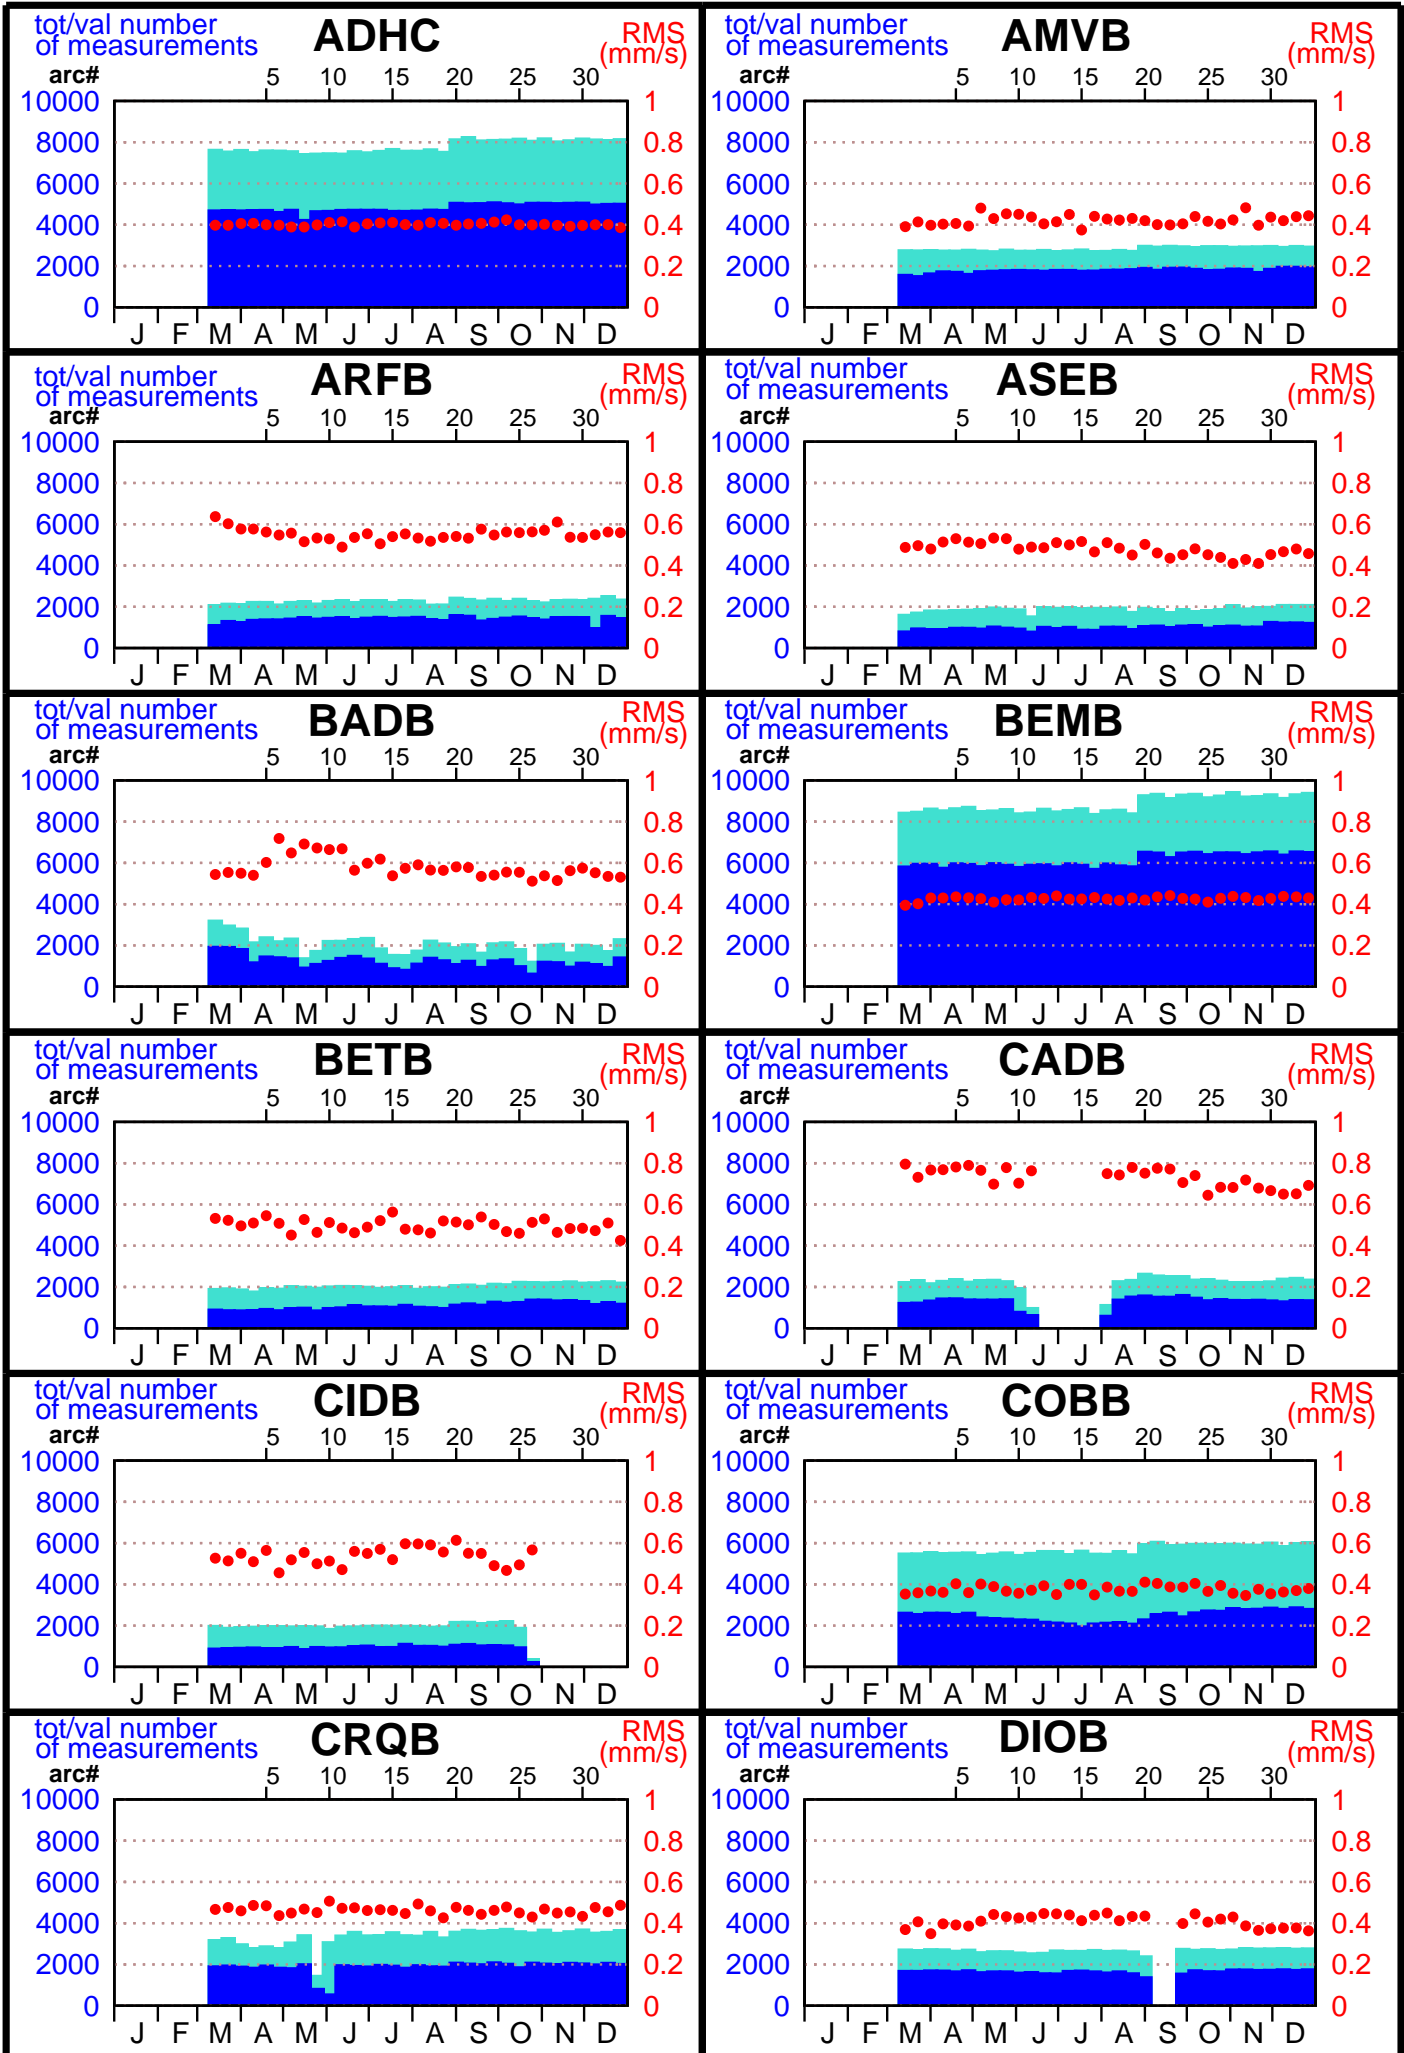 tot/val number ADHC RMS
of measurements (mm/s)
arc# 5 10 15 20 25 30
10000 1
8000 0.8
6000 0.6
4000 0.4
2000 0.2
0 0
J F M A M J J A S O N D
tot/val number AMVB RMS
of measurements (mm/s)
arc# 5 10 15 20 25 30
10000 1
8000 0.8
6000 0.6
4000 0.4
2000 0.2
0 0
J F M A M J J A S O N D
tot/val number ARFB RMS
of measurements (mm/s)
arc# 5 10 15 20 25 30
10000 1
8000 0.8
6000 0.6
4000 0.4
2000 0.2
0 0
J F M A M J J A S O N D
tot/val number ASEB RMS
of measurements (mm/s)
arc# 5 10 15 20 25 30
10000 1
8000 0.8
6000 0.6
4000 0.4
2000 0.2
0 0
J F M A M J J A S O N D
tot/val number BADB RMS
of measurements (mm/s)
arc# 5 10 15 20 25 30
10000 1
8000 0.8
6000 0.6
4000 0.4
2000 0.2
0 0
J F M A M J J A S O N D
tot/val number BEMB RMS
of measurements (mm/s)
arc# 5 10 15 20 25 30
10000 1
8000 0.8
6000 0.6
4000 0.4
2000 0.2
0 0
J F M A M J J A S O N D
tot/val number BETB RMS
of measurements (mm/s)
arc# 5 10 15 20 25 30
10000 1
8000 0.8
6000 0.6
4000 0.4
2000 0.2
0 0
J F M A M J J A S O N D
tot/val number CADB RMS
of measurements (mm/s)
arc# 5 10 15 20 25 30
10000 1
8000 0.8
6000 0.6
4000 0.4
2000 0.2
0 0
J F M A M J J A S O N D
tot/val number CIDB RMS
of measurements (mm/s)
arc# 5 10 15 20 25 30
10000 1
8000 0.8
6000 0.6
4000 0.4
2000 0.2
0 0
J F M A M J J A S O N D
tot/val number COBB RMS
of measurements (mm/s)
arc# 5 10 15 20 25 30
10000 1
8000 0.8
6000 0.6
4000 0.4
2000 0.2
0 0
J F M A M J J A S O N D
tot/val number CRQB RMS
of measurements (mm/s)
arc# 5 10 15 20 25 30
10000 1
8000 0.8
6000 0.6
4000 0.4
2000 0.2
0 0
J F M A M J J A S O N D
tot/val number DIOB RMS
of measurements (mm/s)
arc# 5 10 15 20 25 30
10000 1
8000 0.8
6000 0.6
4000 0.4
2000 0.2
0 0
J F M A M J J A S O N D